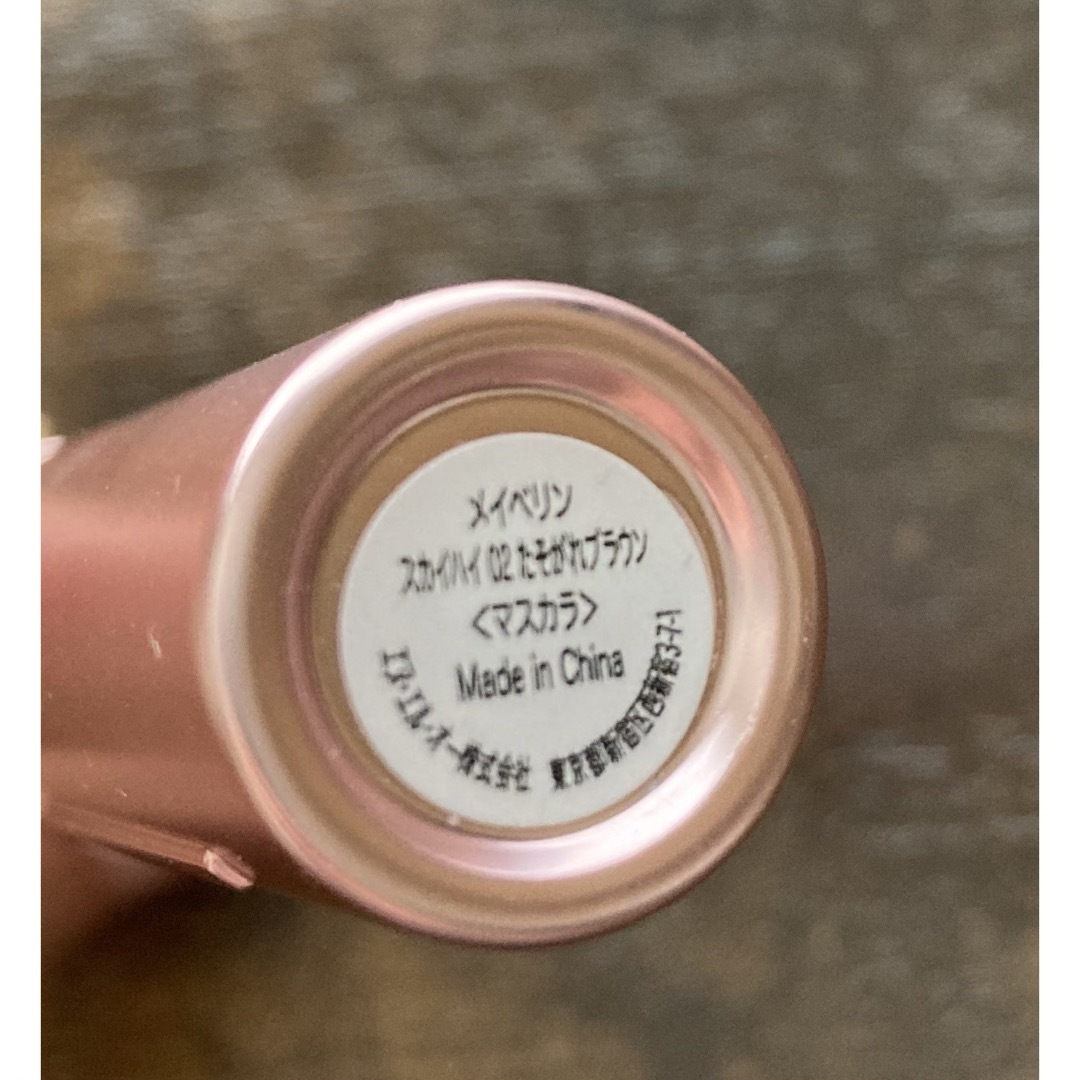 メイベリン
スカイハイ 02 たそがれブラウン
<マスカラ>
Made in China
エヌ・エル・オー株式会社 東京都新宿区西新宿3-7-1